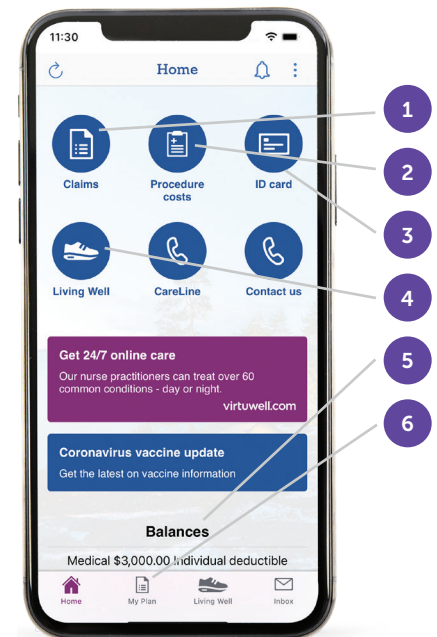 11:30
Home
Claims
Procedure
costs
ID card
Living Well
CareLine
Contact us
Get 24/7 online care
Our nurse practitioners can treat over 60
common conditions - day or night.
virtuwell.com
Coronavirus vaccine update
Get the latest on vaccine information
Balances
Medical $3,000.00 Individual deductible
Home
My Plan
Living Well
Inbox
1
2
3
4
5
6